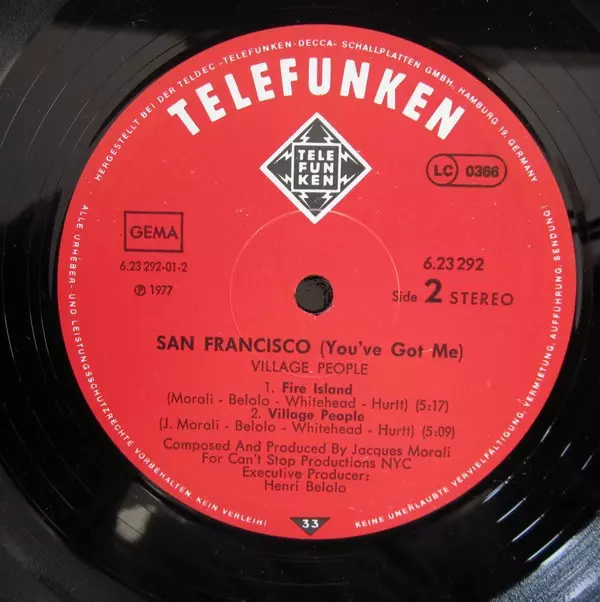 HERGESTELLT BEI DER TELDEC »TELEFUNKEN-DECCA« SCHALLPLATTEN GMBH., HAMBURG 19, GERMANY
TELEFUNKEN
TELE
FUN
KEN
LC 0366
GEMA
6.23 292-01-2
℗ 1977
6.23 292
Side 2 STEREO
SAN FRANCISCO (You've Got Me)
VILLAGE PEOPLE
1. Fire Island
(Morali - Belolo - Whitehead - Hurtt) (5:17)
2. Village People
(J. Morali - Belolo - Whitehead - Hurtt) (5:09)
Composed And Produced By Jacques Morali
For Can't Stop Productions NYC
Executive Producer:
Henri Belolo
33
ALLE URHEBER- UND LEISTUNGSSCHUTZRECHTE VORBEHALTEN. KEIN VERLEIH!
KEINE UNERLAUBTE VERVIELFÄLTIGUNG, VERMIETUNG, AUFFÜHRUNG, SENDUNG!